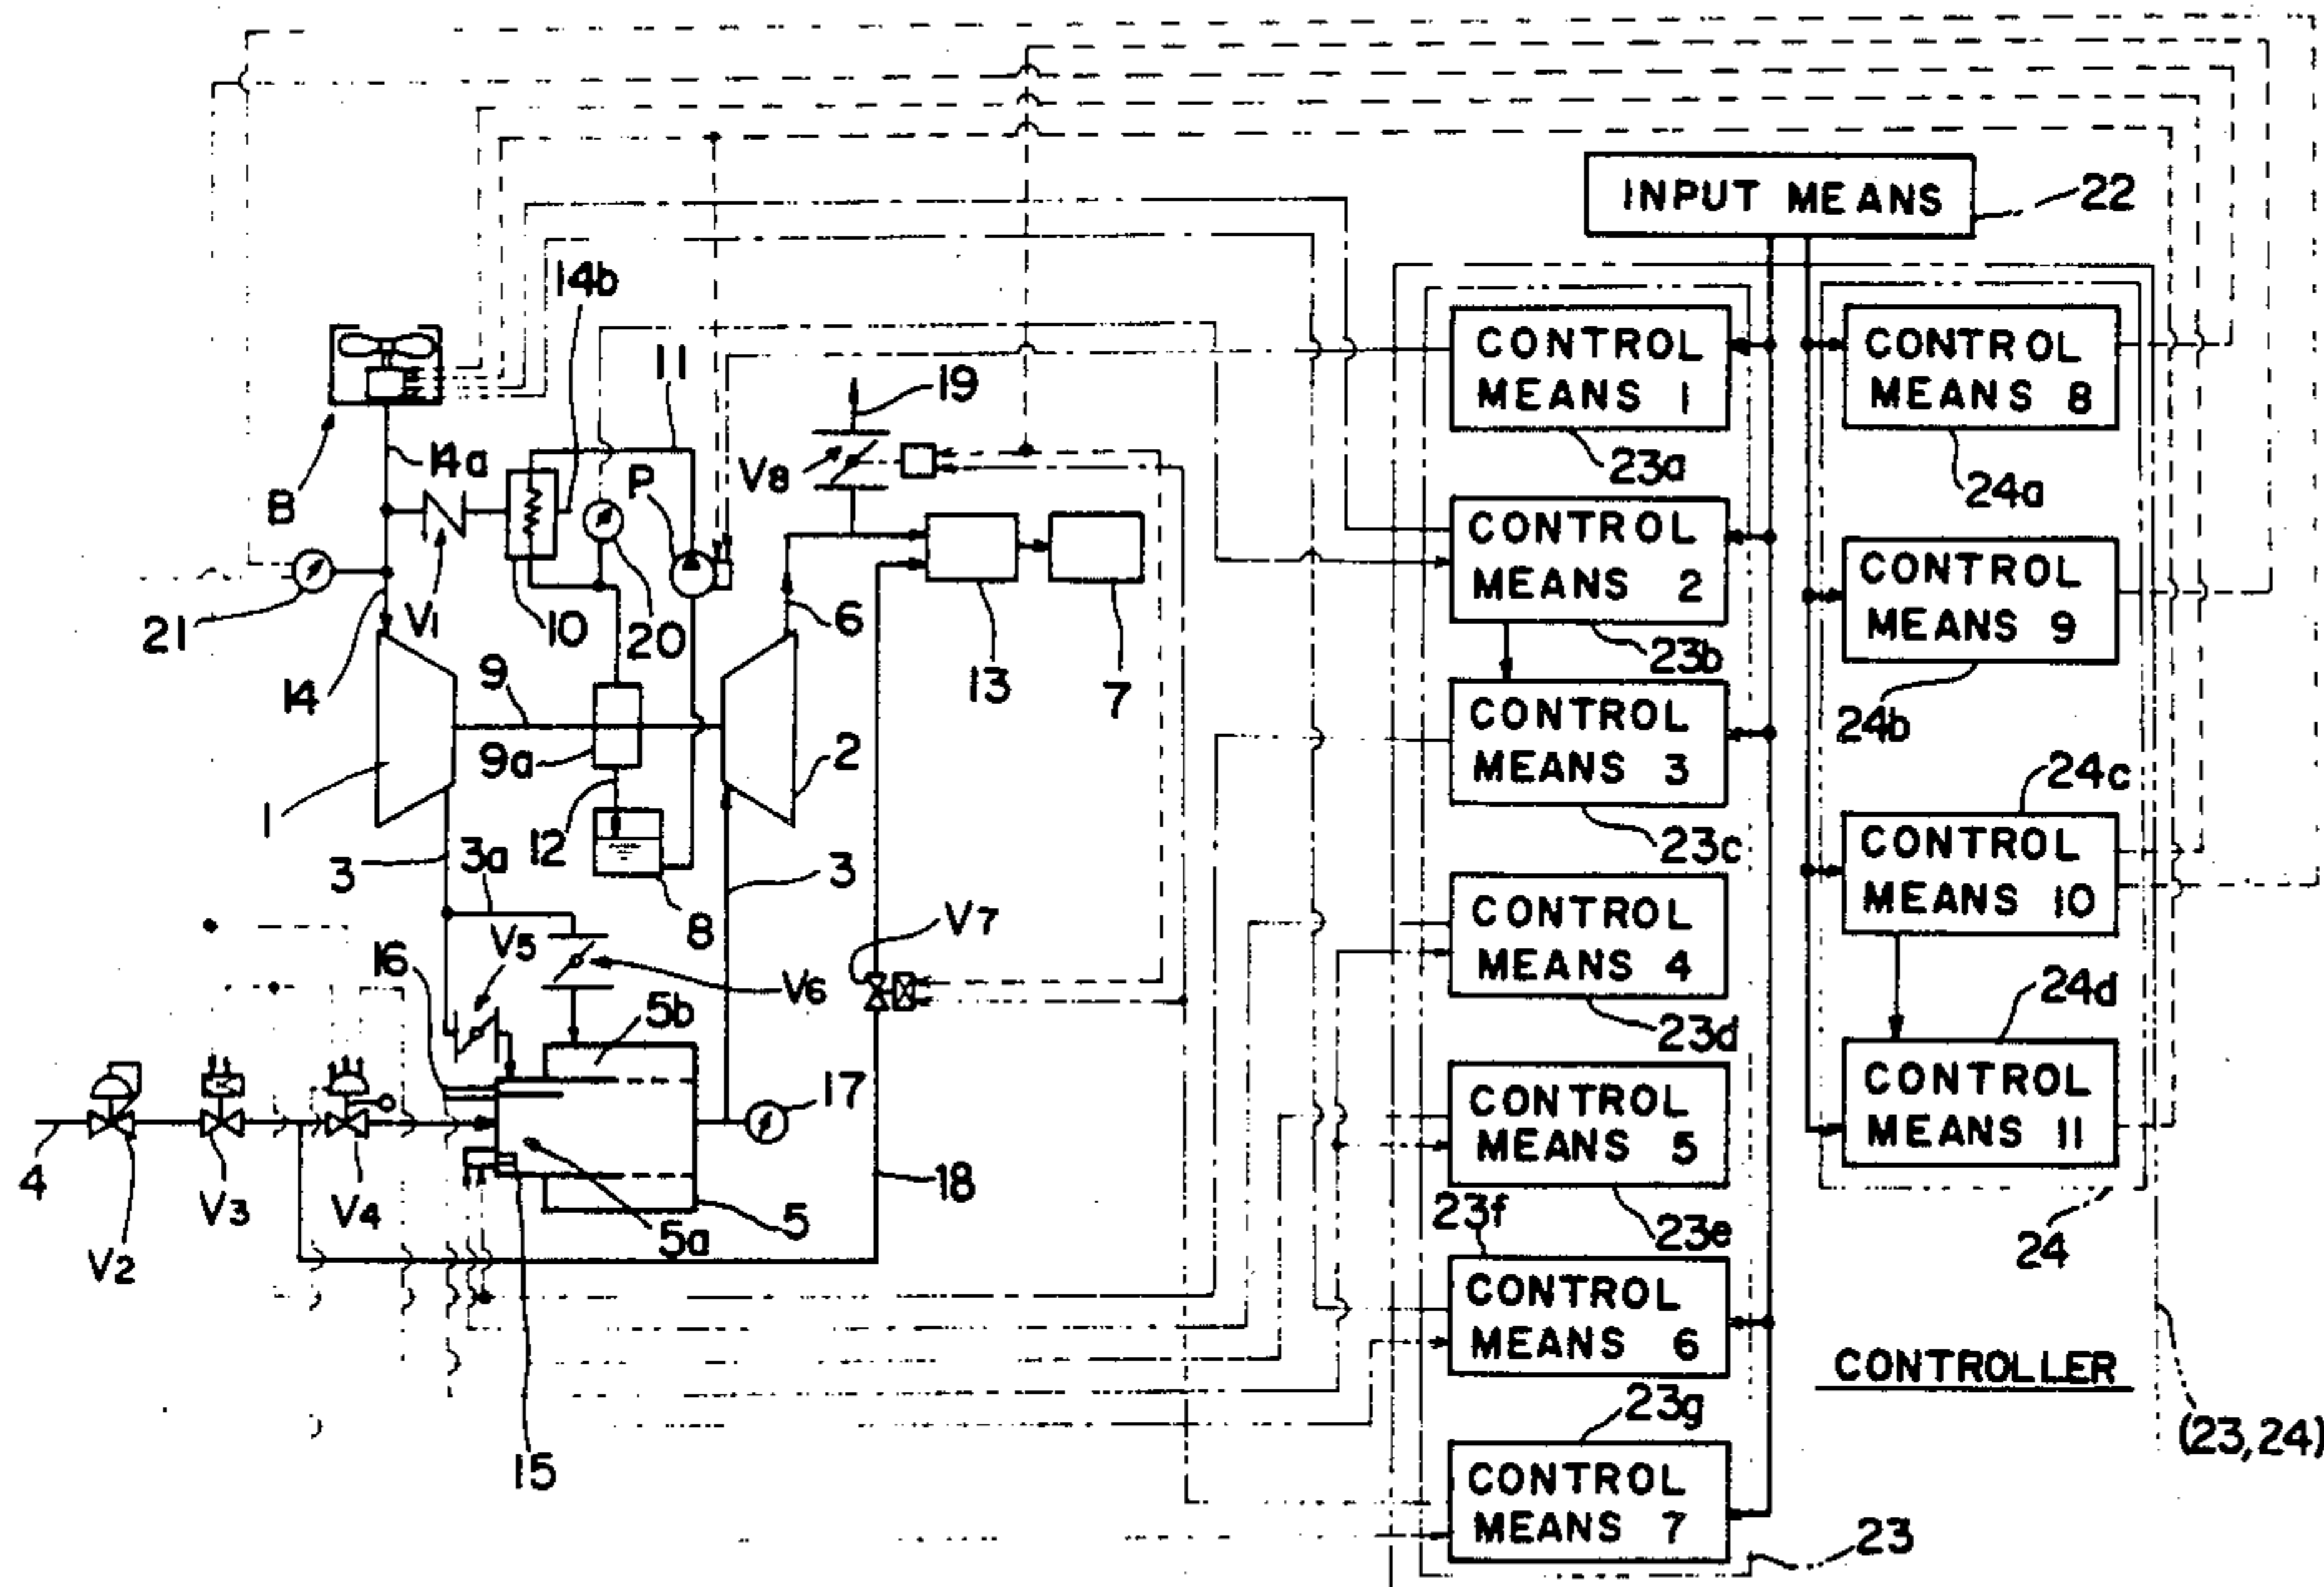 INPUT MEANS
22
14b
CONTROL
MEANS 1
CONTROL
MEANS 8
11
19
14a
23a
24a
B
V8
P
CONTROL
MEANS 2
CONTROL
MEANS 9
21
V1
10
20
6
13
7
23b
24b
14
9
CONTROL
MEANS 3
9a
2
24c
1
12
23c
CONTROL
MEANS 10
3
3a
3
8
CONTROL
MEANS 4
V7
16
V5
V6
24d
5b
23d
17
CONTROL
MEANS 5
CONTROL
MEANS 11
4
V3
V4
18
5
5a
23f
23e
24
V2
CONTROL
MEANS 6
CONTROLLER
23g
(23,24)
15
CONTROL
MEANS 7
23